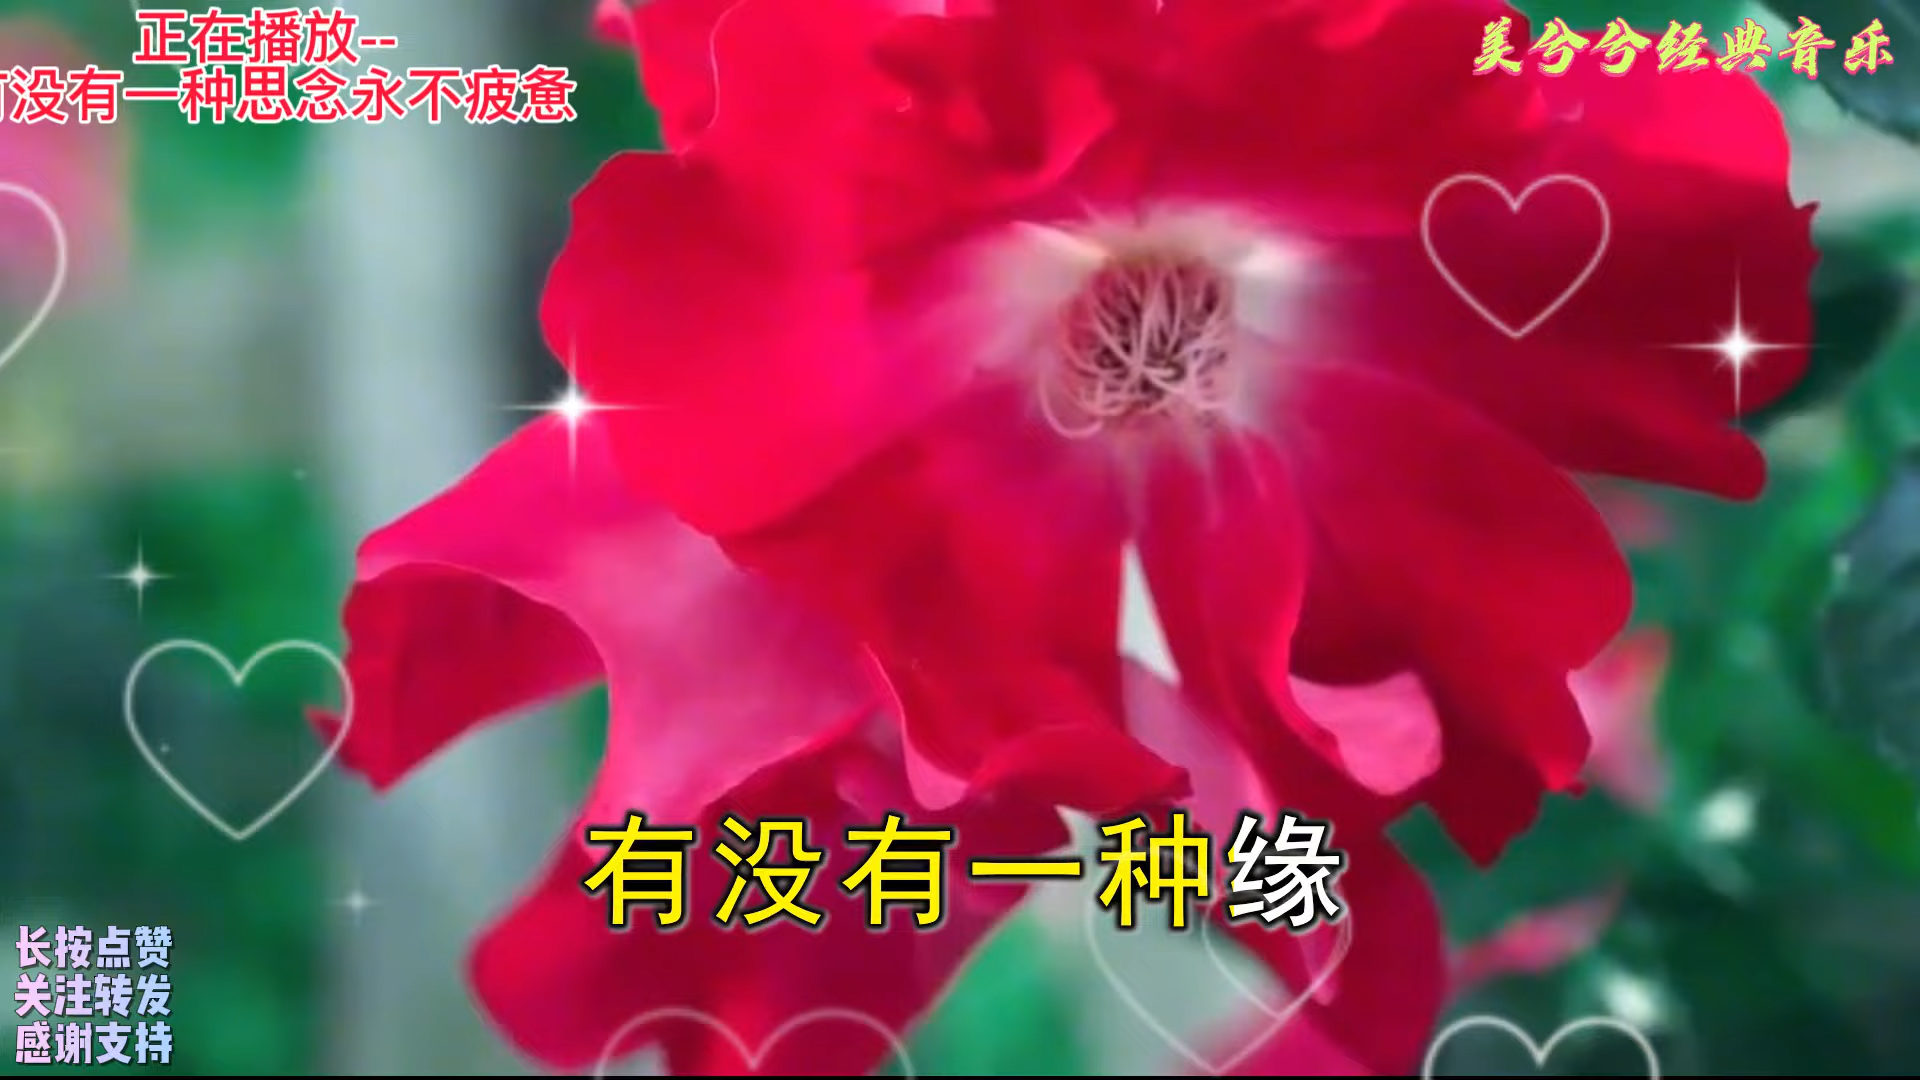 正在播放--
有没有一种思念永不疲惫
美兮兮经典音乐
有没有一种缘
长按点赞
关注转发
感谢支持